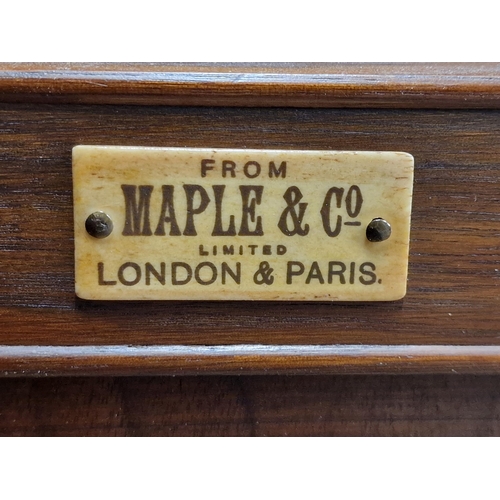 FROM
MAPLE & Cº
LIMITED
LONDON & PARIS.